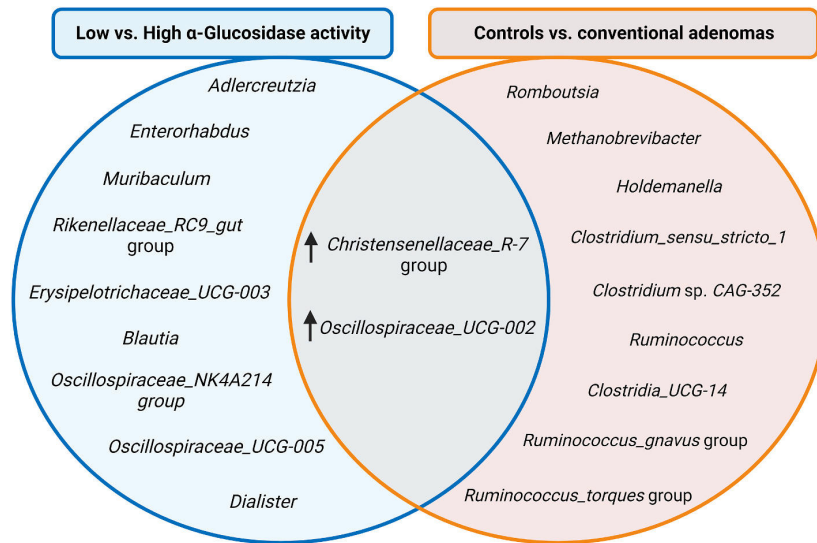 Low vs. High α-Glucosidase activity
Controls vs. conventional adenomas
Adlercreutzia
Enterorhabdus
Muribaculum
Rikenellaceae_RC9_gut
group
Erysipelotrichaceae_UCG-003
Blautia
Oscillospiraceae_NK4A214
group
Oscillospiraceae_UCG-005
Dialister
Christensenellaceae_R-7
group
Oscillospiraceae_UCG-002
Romboutsia
Methanobrevibacter
Holdemanella
Clostridium_sensu_stricto_1
Clostridium sp. CAG-352
Ruminococcus
Clostridia_UCG-14
Ruminococcus_gnavus group
Ruminococcus_torques group